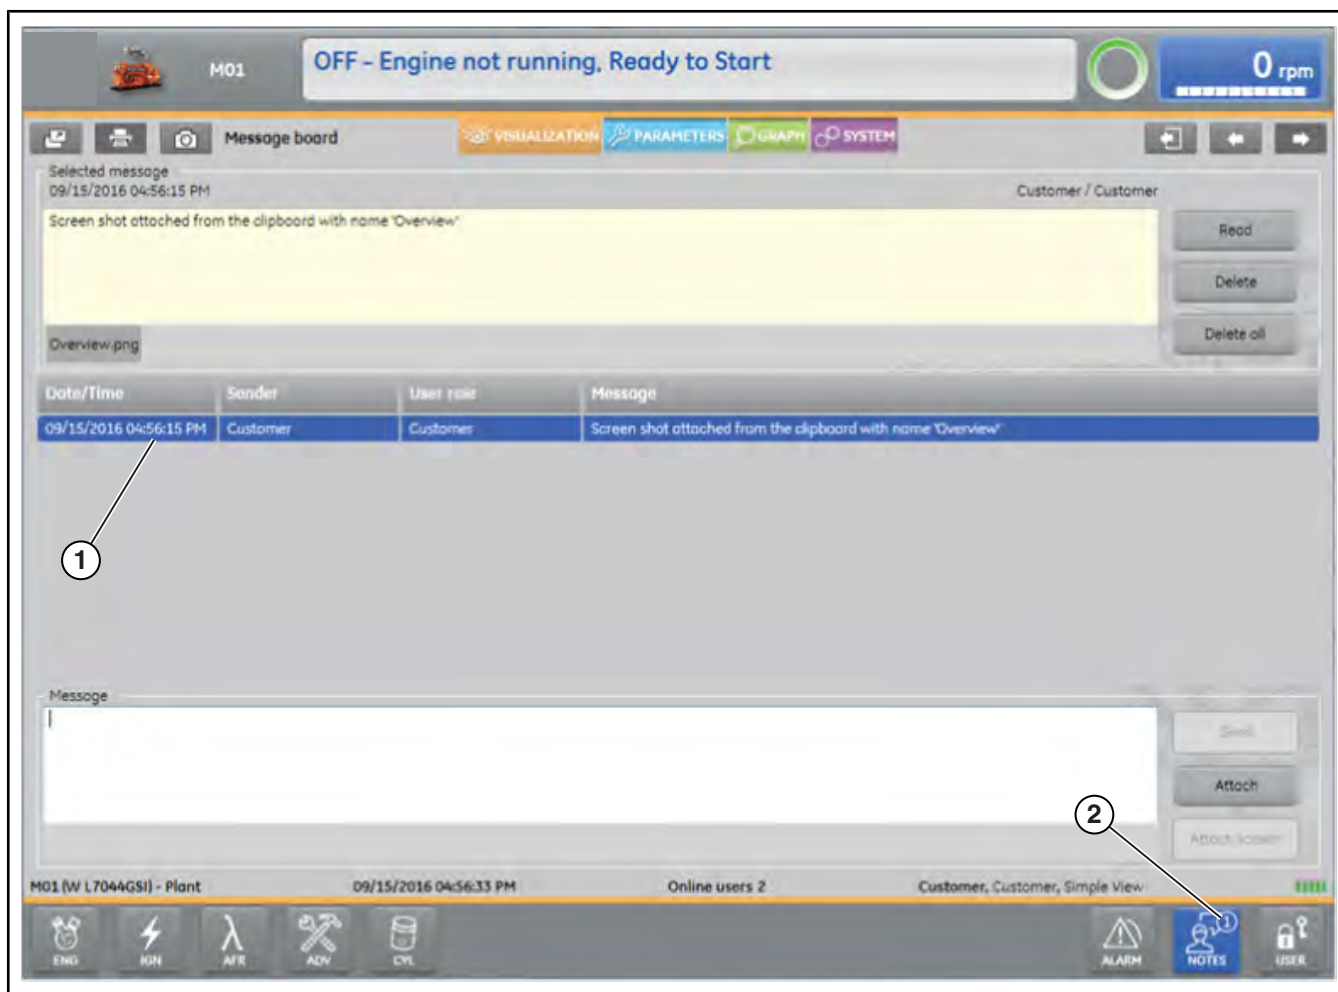 M01
OFF – Engine not running, Ready to Start
0 rpm
Message board
VISUALIZATION
PARAMETERS
GRAPH
SYSTEM
Selected message
09/15/2016 04:56:15 PM
Customer / Customer
Screen shot attached from the clipboard with name 'Overview'
Read
Delete
Delete all
Overview.png
Date/Time Sender User role Message
09/15/2016 04:56:15 PM Customer Customer Screen shot attached from the clipboard with name 'Overview'
1
Message
Send
Attach
2
Attach screen
M01 (W L7044GSI) - Plant 09/15/2016 04:56:33 PM Online users 2 Customer, Customer, Simple View
1
ENG IGN AFR ADV CYL ALARM NOTES USER